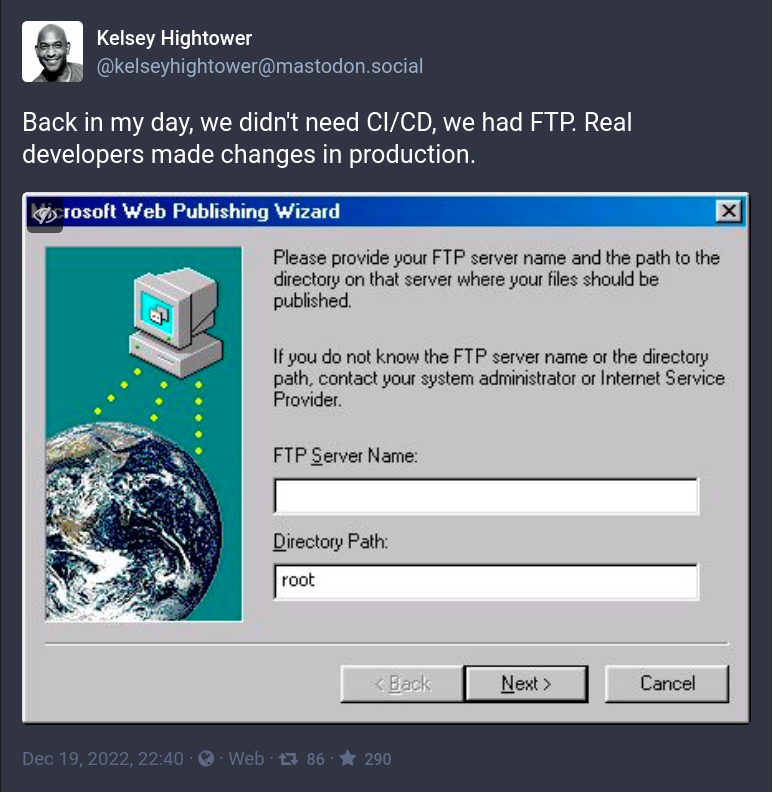 Kelsey Hightower
@kelseyhightower@mastodon.social
Back in my day, we didn't need CI/CD, we had FTP. Real
developers made changes in production.
rosoft Web Publishing Wizard
Please provide your FTP server name and the path to the
directory on that server where your files should be
published.
If you do not know the FTP server name or the directory
path, contact your system administrator or Internet Service
Provider.
FTP Server Name:
Directory Path:
root
< Back
Next >
Cancel
Dec 19, 2022, 22:40 · Web · 86 · 290